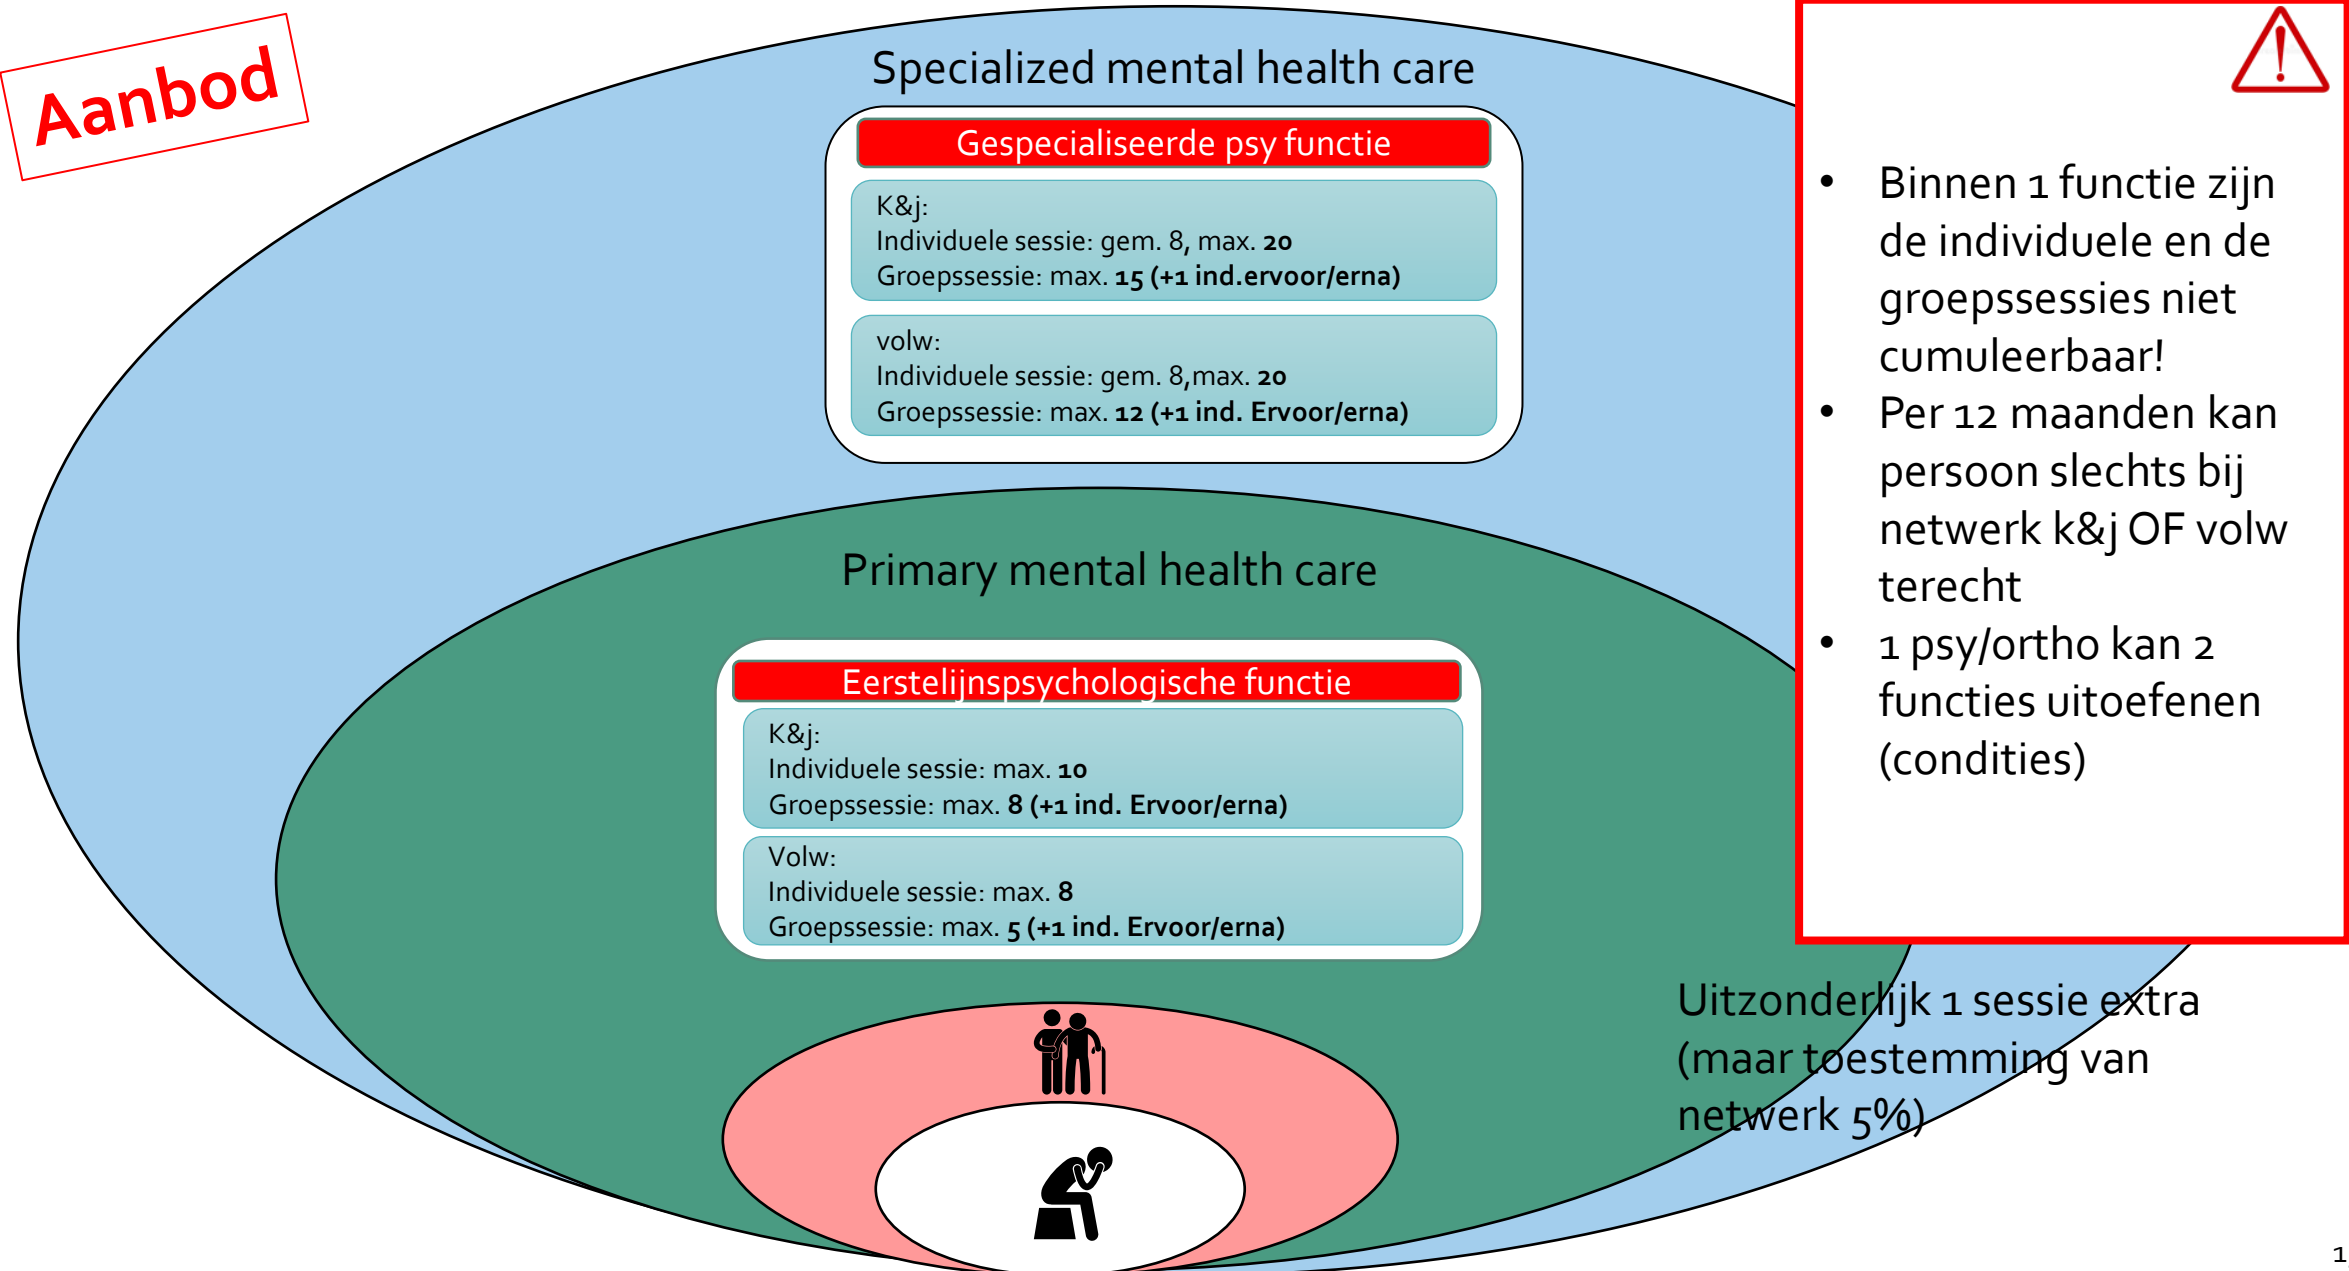 Aanbod
Specialized mental health care
Gespecialiseerde psy functie
K&j:
Individuele sessie: gem. 8, max. 20
Groepssessie: max. 15 (+1 ind.ervoor/erna)
volw:
Individuele sessie: gem. 8,max. 20
Groepssessie: max. 12 (+1 ind. Ervoor/erna)
Primary mental health care
Eerstelijnspsychologische functie
K&j:
Individuele sessie: max. 10
Groepssessie: max. 8 (+1 ind. Ervoor/erna)
Volw:
Individuele sessie: max. 8
Groepssessie: max. 5 (+1 ind. Ervoor/erna)
• Binnen 1 functie zijn
de individuele en de
groepssessies niet
cumuleerbaar!
• Per 12 maanden kan
persoon slechts bij
netwerk k&j OF volw
terecht
• 1 psy/ortho kan 2
functies uitoefenen
(condities)
Uitzonderlijk 1 sessie extra
(maar toestemming van
netwerk 5%)
1